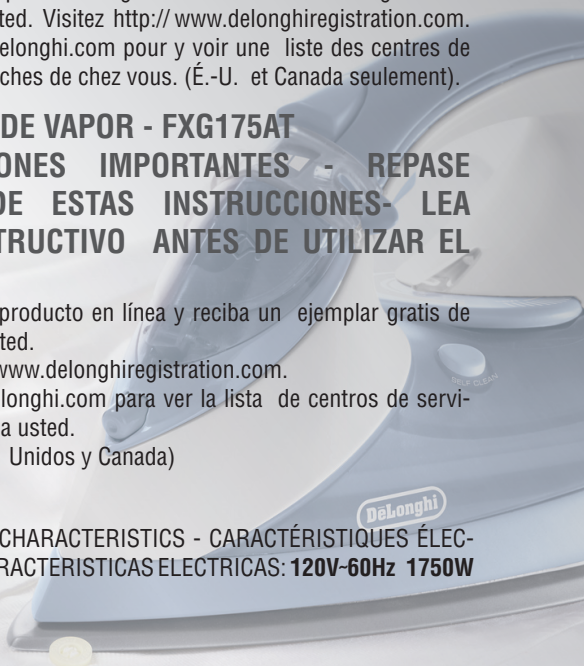 ted. Visitez http:// www.delonghiregistration.com.
elonghi.com pour y voir une liste des centres de
ches de chez vous. (É.-U. et Canada seulement).
DE VAPOR - FXG175AT
ONES IMPORTANTES - REPASE
DE ESTAS INSTRUCCIONES- LEA
TRUCTIVO ANTES DE UTILIZAR EL
producto en línea y reciba un ejemplar gratis de
ted.
www.delonghiregistration.com.
longhi.com para ver la lista de centros de servi-
a usted.
Unidos y Canada)
SELF CLEAN
DeLonghi
CHARACTERISTICS - CARACTÉRISTIQUES ÉLEC-
RACTERISTICAS ELECTRICAS: 120V~60Hz 1750W